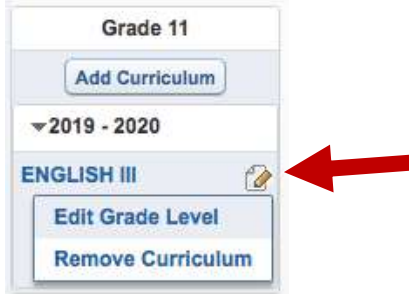 Grade 11
Add Curriculum
2019 - 2020
ENGLISH III
Edit Grade Level
Remove Curriculum